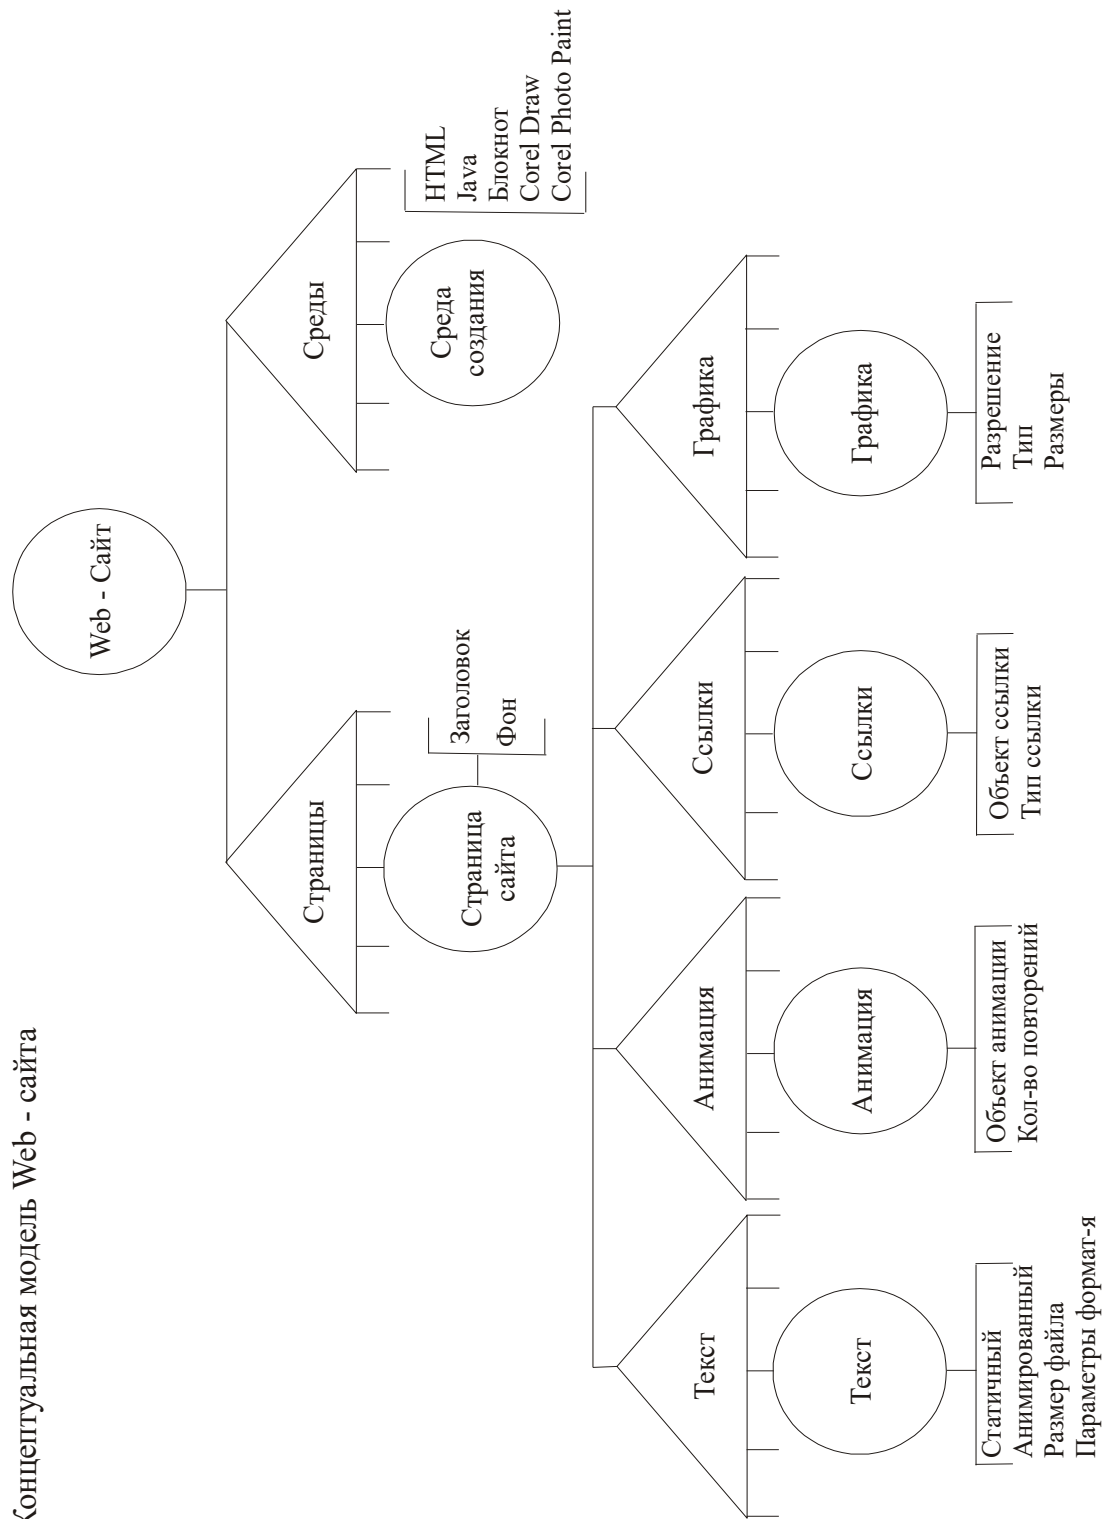 Концептуальная модель Web - сайта
Web - Сайт
Страницы
Среды
Страница
сайта
Заголовок
Фон
Среда
создания
HTML
Java
Блокнот
Corel Draw
Corel Photo Paint
Текст
Анимация
Ссылки
Графика
Текст
Анимация
Ссылки
Графика
Статичный
Анимированный
Размер файла
Параметры формат-я
Объект анимации
Кол-во повторений
Объект ссылки
Тип ссылки
Разрешение
Тип
Размеры